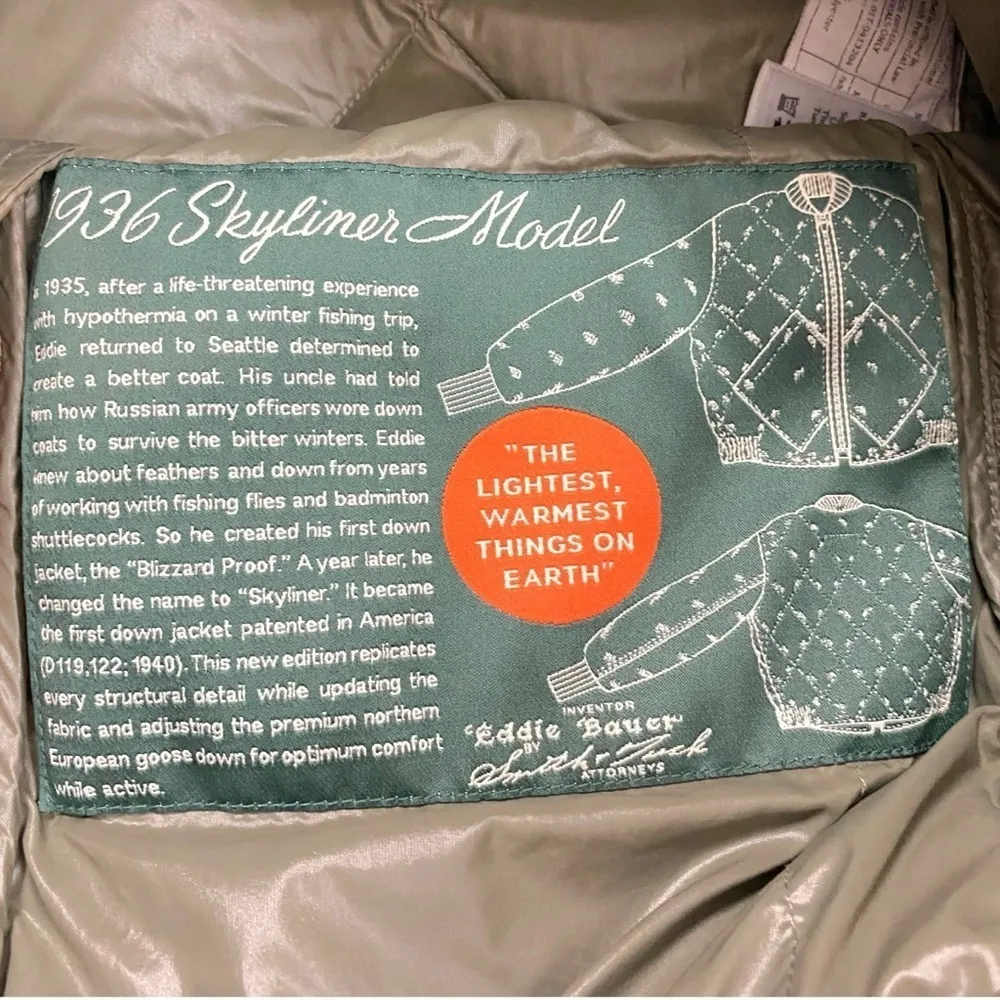 1936 Skyliner Model
1935, after a life-threatening experience
with hypothermia on a winter fishing trip,
Eddie returned to Seattle determined to
create a better coat. His uncle had told
him how Russian army officers wore down
coats to survive the bitter winters. Eddie
knew about feathers and down from years
of working with fishing flies and badminton
shuttlecocks. So he created his first down
jacket, the “Blizzard Proof.” A year later, he
changed the name to “Skyliner.” It became
the first down jacket patented in America
(D119,122; 1940). This new edition replicates
every structural detail while updating the
fabric and adjusting the premium northern
European goose down for optimum comfort
while active.
"THE
LIGHTEST,
WARMEST
THINGS ON
EARTH"
INVENTOR
Eddie Bauer
BY
Smith & Tuck
ATTORNEYS